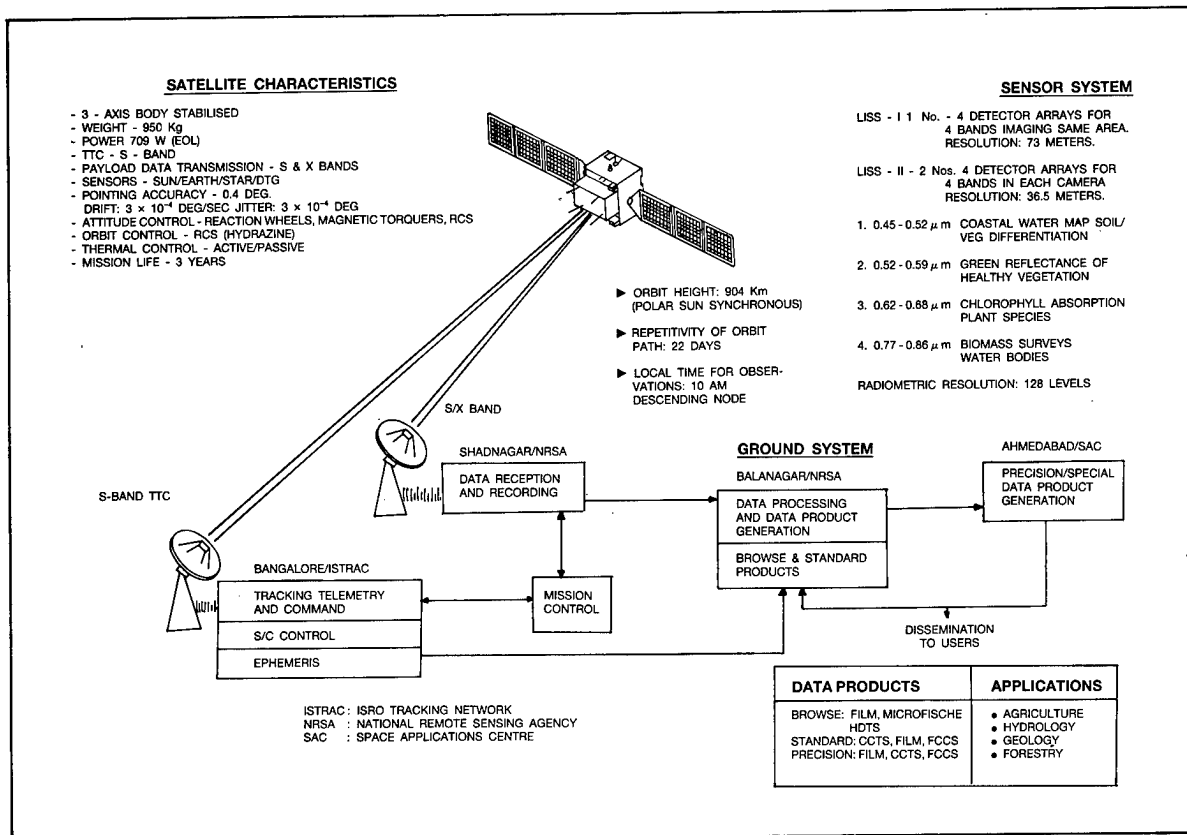 SATELLITE CHARACTERISTICS
- 3 - AXIS BODY STABILISED
- WEIGHT - 950 Kg
- POWER 709 W (EOL)
- TTC - S - BAND
- PAYLOAD DATA TRANSMISSION - S & X BANDS
- SENSORS - SUN/EARTH/STAR/DTG
- POINTING ACCURACY - 0.4 DEG.
DRIFT: 3 × 10⁻⁴ DEG/SEC JITTER: 3 × 10⁻⁴ DEG
- ATTITUDE CONTROL - REACTION WHEELS, MAGNETIC TORQUERS, RCS
- ORBIT CONTROL - RCS (HYDRAZINE)
- THERMAL CONTROL - ACTIVE/PASSIVE
- MISSION LIFE - 3 YEARS
SENSOR SYSTEM
LISS - I 1 No. - 4 DETECTOR ARRAYS FOR
4 BANDS IMAGING SAME AREA.
RESOLUTION: 73 METERS.
LISS - II - 2 Nos. 4 DETECTOR ARRAYS FOR
4 BANDS IN EACH CAMERA
RESOLUTION: 36.5 METERS.
1. 0.45-0.52 μm COASTAL WATER MAP SOIL/
VEG DIFFERENTIATION
2. 0.52-0.59 μm GREEN REFLECTANCE OF
HEALTHY VEGETATION
3. 0.62-0.68 μm CHLOROPHYLL ABSORPTION
PLANT SPECIES
4. 0.77-0.86 μm BIOMASS SURVEYS
WATER BODIES
RADIOMETRIC RESOLUTION: 128 LEVELS
▶ ORBIT HEIGHT: 904 Km
(POLAR SUN SYNCHRONOUS)
▶ REPETITIVITY OF ORBIT
PATH: 22 DAYS
▶ LOCAL TIME FOR OBSER-
VATIONS: 10 AM
DESCENDING NODE
S/X BAND
S-BAND TTC
GROUND SYSTEM
SHADNAGAR/NRSA
DATA RECEPTION
AND RECORDING
BALANAGAR/NRSA
DATA PROCESSING
AND DATA PRODUCT
GENERATION
BROWSE & STANDARD
PRODUCTS
AHMEDABAD/SAC
PRECISION/SPECIAL
DATA PRODUCT
GENERATION
BANGALORE/ISTRAC
TRACKING TELEMETRY
AND COMMAND
S/C CONTROL
EPHEMERIS
MISSION
CONTROL
DISSEMINATION
TO USERS
ISTRAC : ISRO TRACKING NETWORK
NRSA : NATIONAL REMOTE SENSING AGENCY
SAC : SPACE APPLICATIONS CENTRE
DATA PRODUCTS
BROWSE: FILM, MICROFISCHE
HDTS
STANDARD: CCTS, FILM, FCCS
PRECISION: FILM, CCTS, FCCS
APPLICATIONS
● AGRICULTURE
● HYDROLOGY
● GEOLOGY
● FORESTRY